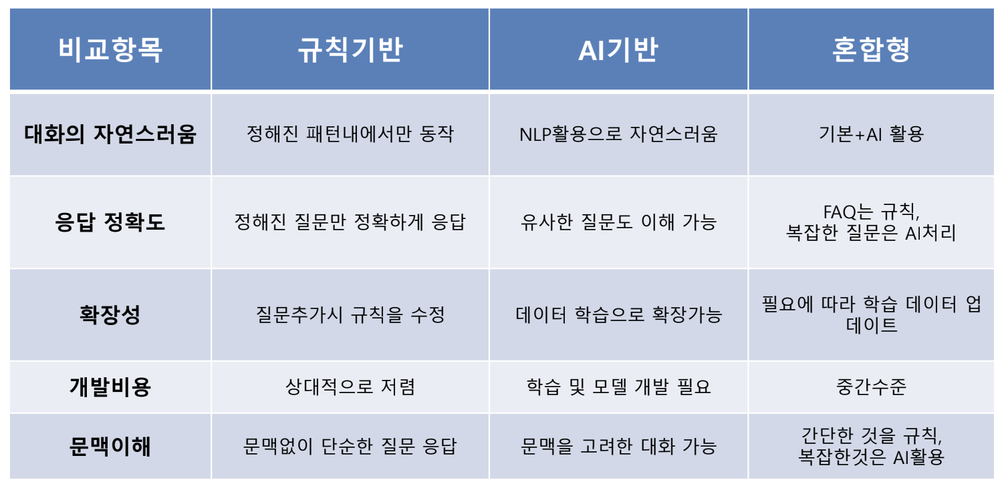 비교항목 규칙기반 AI기반 혼합형
대화의 자연스러움 정해진 패턴내에서만 동작 NLP활용으로 자연스러움 기본+AI 활용
응답 정확도 정해진 질문만 정확하게 응답 유사한 질문도 이해 가능 FAQ는 규칙,
복잡한 질문은 AI처리
확장성 질문추가시 규칙을 수정 데이터 학습으로 확장가능 필요에 따라 학습 데이터 업
데이트
개발비용 상대적으로 저렴 학습 및 모델 개발 필요 중간수준
문맥이해 문맥없이 단순한 질문 응답 문맥을 고려한 대화 가능 간단한 것을 규칙,
복잡한것은 AI활용